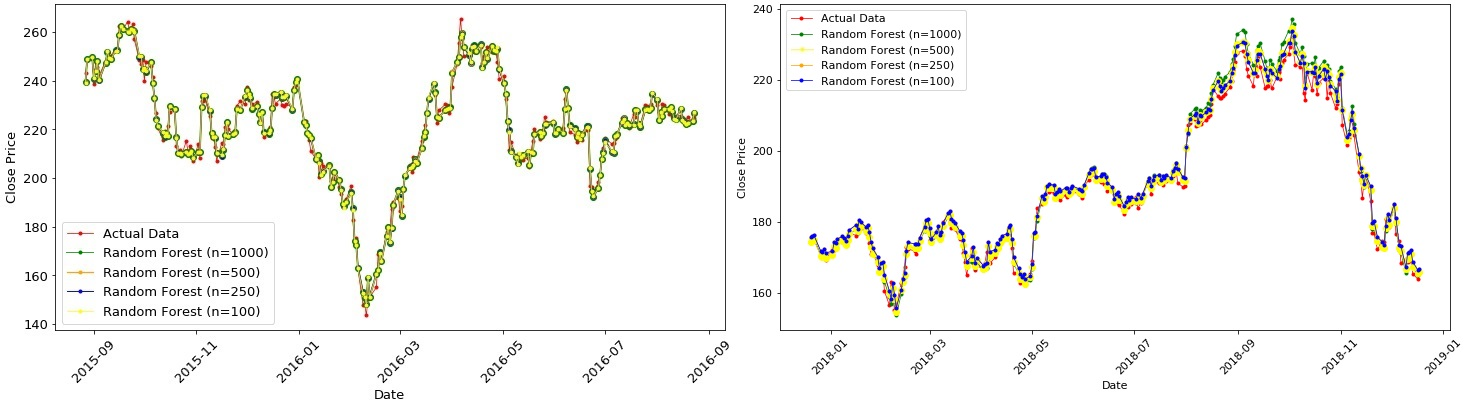 260
240
220
200
180
160
140
Close Price
Actual Data
Random Forest (n=1000)
Random Forest (n=500)
Random Forest (n=250)
Random Forest (n=100)
2015-09
2015-11
2016-01
2016-03
2016-05
2016-07
2016-09
Date
240
220
200
180
160
Close Price
Actual Data
Random Forest (n=1000)
Random Forest (n=500)
Random Forest (n=250)
Random Forest (n=100)
2018-01
2018-03
2018-05
2018-07
2018-09
2018-11
2019-01
Date